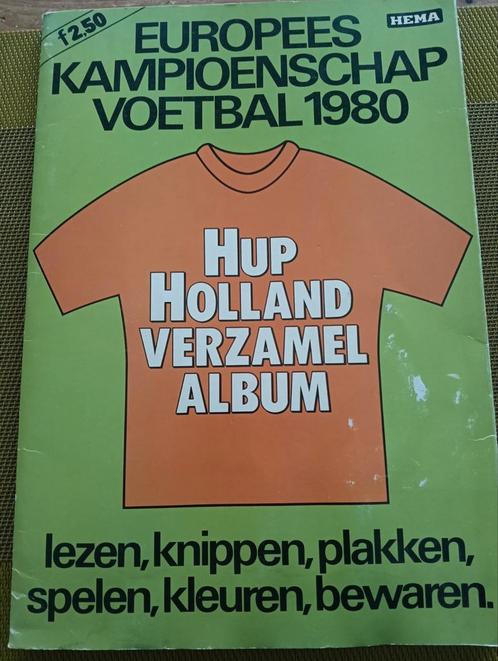 f 2,50
HEMA
EUROPEES
KAMPIOENSCHAP
VOETBAL 1980
HUP
HOLLAND
VERZAMEL
ALBUM
lezen, knippen, plakken,
spelen, kleuren, bewaren.